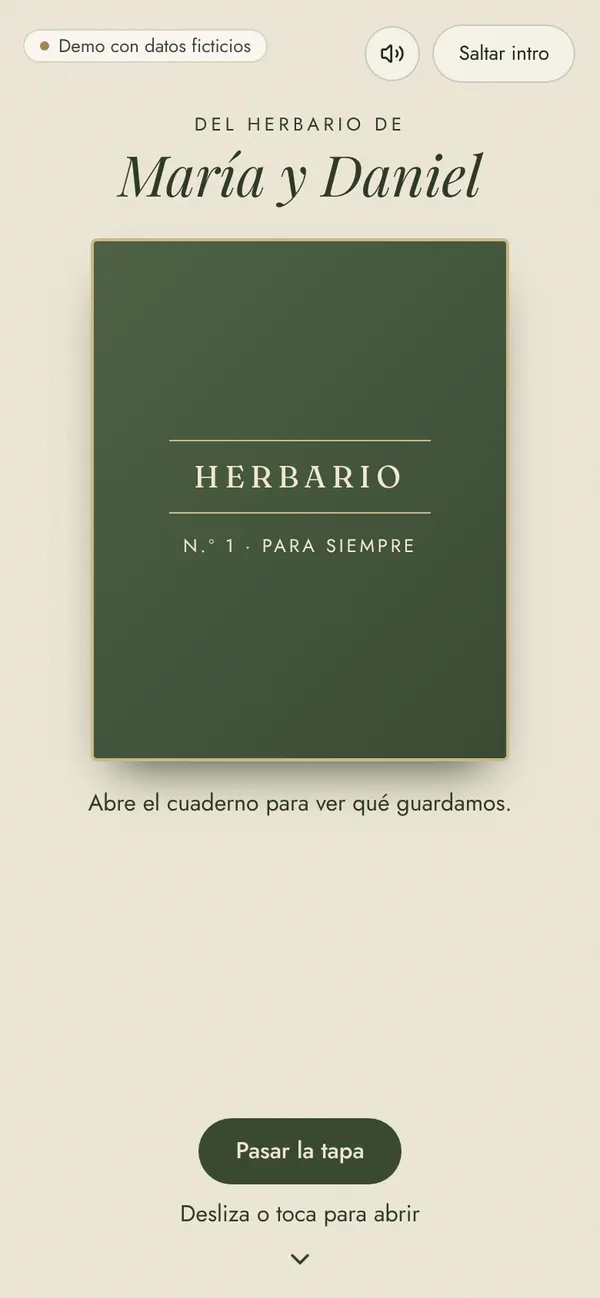 Demo con datos ficticios
Saltar intro
DEL HERBARIO DE
María y Daniel
HERBARIO
N.° 1 · PARA SIEMPRE
Abre el cuaderno para ver qué guardamos.
Pasar la tapa
Desliza o toca para abrir